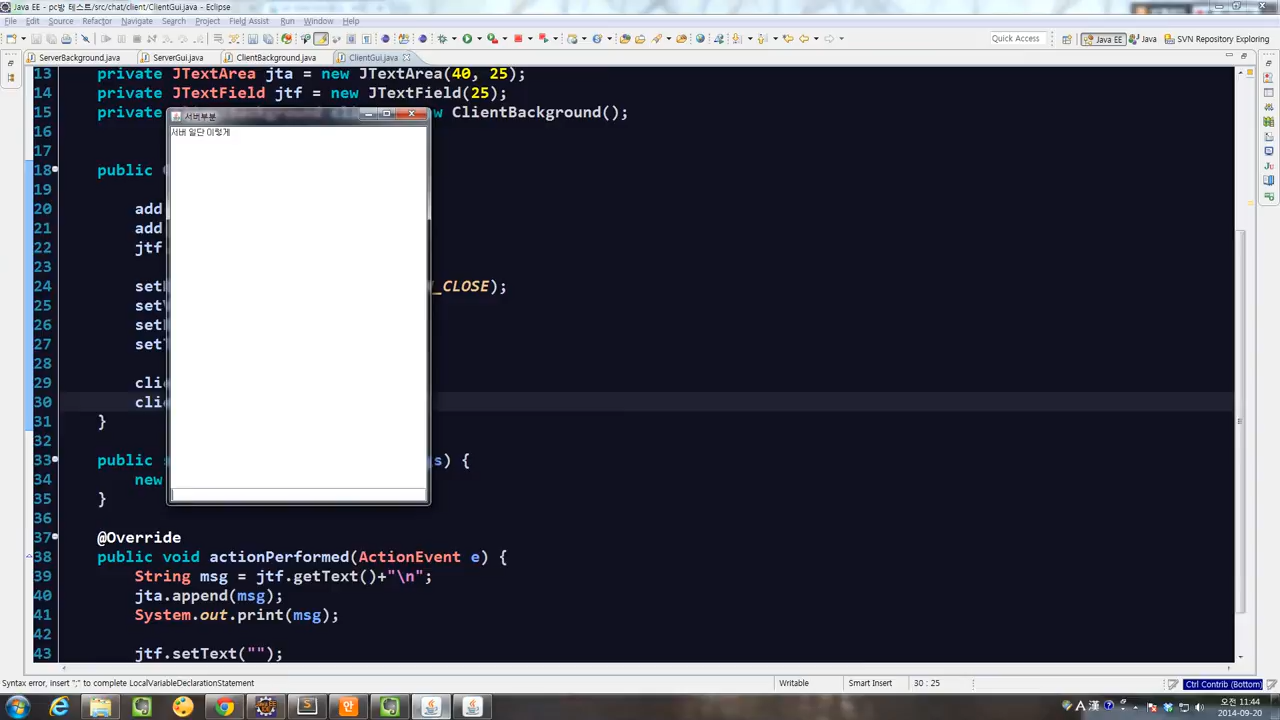 Java EE - pc방 테스트/src/chat/client/ClientGui.java - Eclipse
File Edit Source Refactor Navigate Search Project Field Assist Run Window Help
Quick Access Java EE Java SVN Repository Exploring
ServerBackground.java ServerGui.java ClientBackground.java ClientGui.java
13 private JTextArea jta = new JTextArea(40, 25);
14 private JTextField jtf = new JTextField(25);
15 private ClientBackground();
서버부분
서버 일단 이렇게
16
17
18 public
19
20 add
21 add
22 jtf
23
24 _CLOSE);
25 set
26 set
27 set
28
29 clie
30 clie
31 }
32
33 public s) {
34 new
35 }
36
37 @Override
38 public void actionPerformed(ActionEvent e) {
39 String msg = jtf.getText()+"\n";
40 jta.append(msg);
41 System.out.print(msg);
42
43 jtf.setText("");
Syntax error, insert ";" to complete LocalVariableDeclarationStatement Writable Smart Insert 30 : 25 Ctrl Contrib (Bottom)
A 漢 오전 11:44
2014-09-20